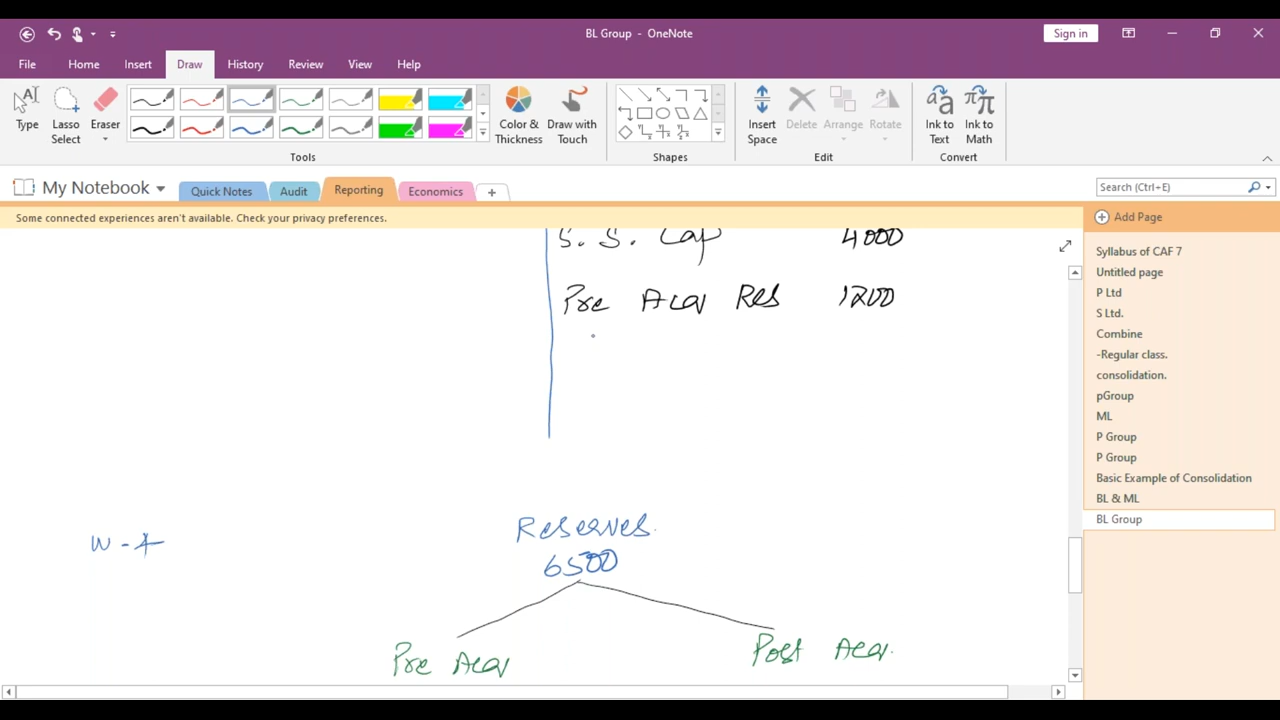 BL Group - OneNote
Sign in
File Home Insert Draw History Review View Help
Type
Lasso Select
Eraser
Color & Thickness
Draw with Touch
Insert Space
Delete
Arrange
Rotate
Ink to Text
Ink to Math
Tools
Shapes
Edit
Convert
My Notebook
Quick Notes Audit Reporting Economics
Search (Ctrl+E)
Some connected experiences aren't available. Check your privacy preferences.
Add Page
Syllabus of CAF 7
Untitled page
P Ltd
S Ltd.
Combine
-Regular class.
consolidation.
pGroup
ML
P Group
P Group
Basic Example of Consolidation
BL & ML
BL Group
S. S. Cap 4000
Pre Acq Res 1200
W-4
Reserves
6500
Pre Acq
Post Acq.